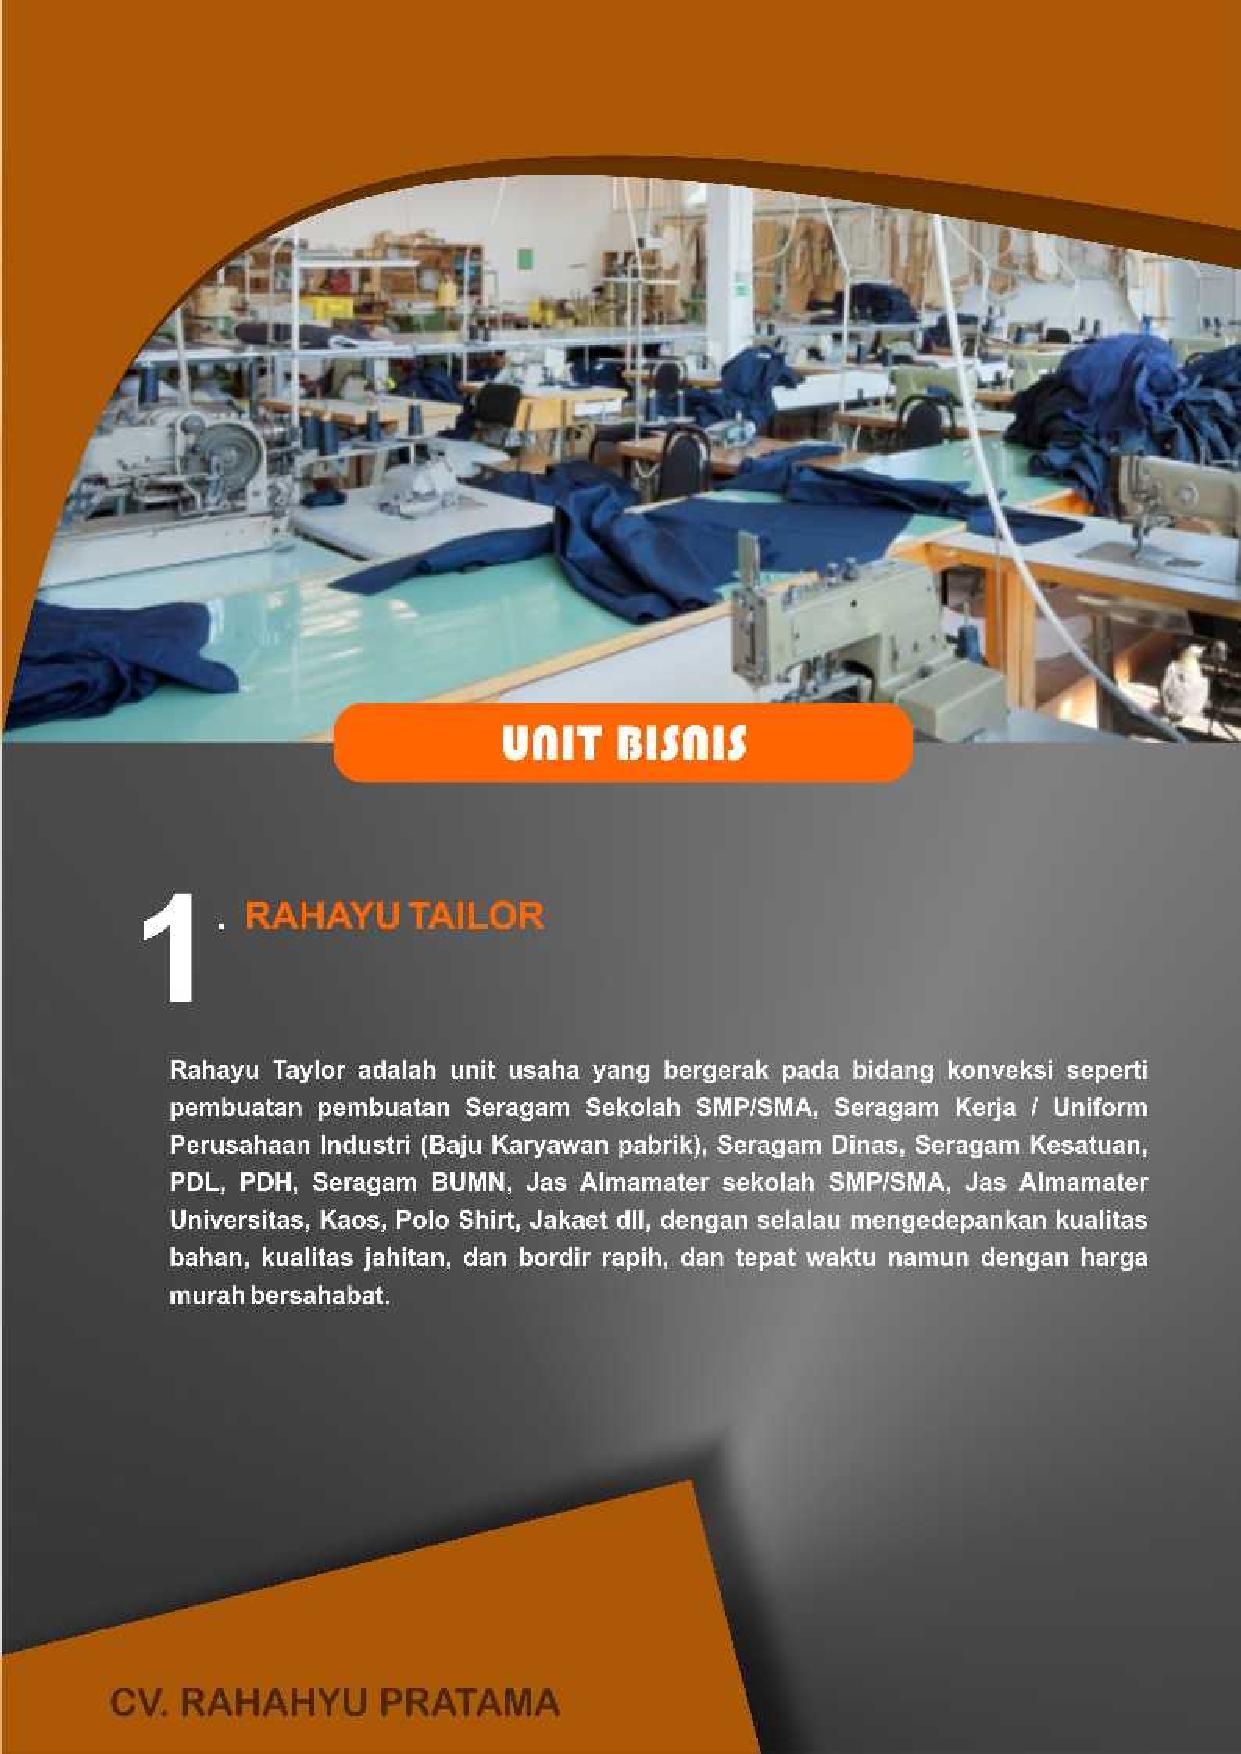 UNIT BISNIS
1. RAHAYU TAILOR
Rahayu Taylor adalah unit usaha yang bergerak pada bidang konveksi seperti
pembuatan pembuatan Seragam Sekolah SMP/SMA, Seragam Kerja / Uniform
Perusahaan Industri (Baju Karyawan pabrik), Seragam Dinas, Seragam Kesatuan,
PDL, PDH, Seragam BUMN, Jas Almamater sekolah SMP/SMA, Jas Almamater
Universitas, Kaos, Polo Shirt, Jakaet dll, dengan selalau mengedepankan kualitas
bahan, kualitas jahitan, dan bordir rapih, dan tepat waktu namun dengan harga
murah bersahabat.
CV. RAHAHYU PRATAMA